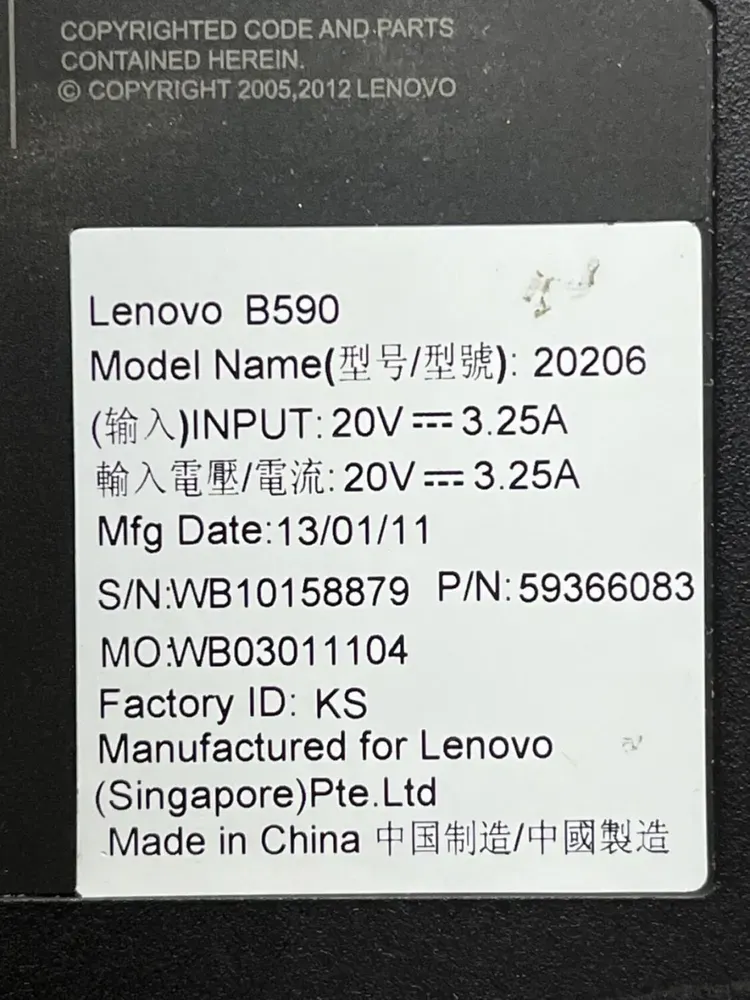 COPYRIGHTED CODE AND PARTS
CONTAINED HEREIN.
© COPYRIGHT 2005,2012 LENOVO
Lenovo B590
Model Name(型号/型號): 20206
(输入)INPUT: 20V⎓3.25A
輸入電壓/電流: 20V⎓3.25A
Mfg Date:13/01/11
S/N:WB10158879 P/N:59366083
MO:WB03011104
Factory ID: KS
Manufactured for Lenovo
(Singapore)Pte.Ltd
Made in China 中国制造/中國製造